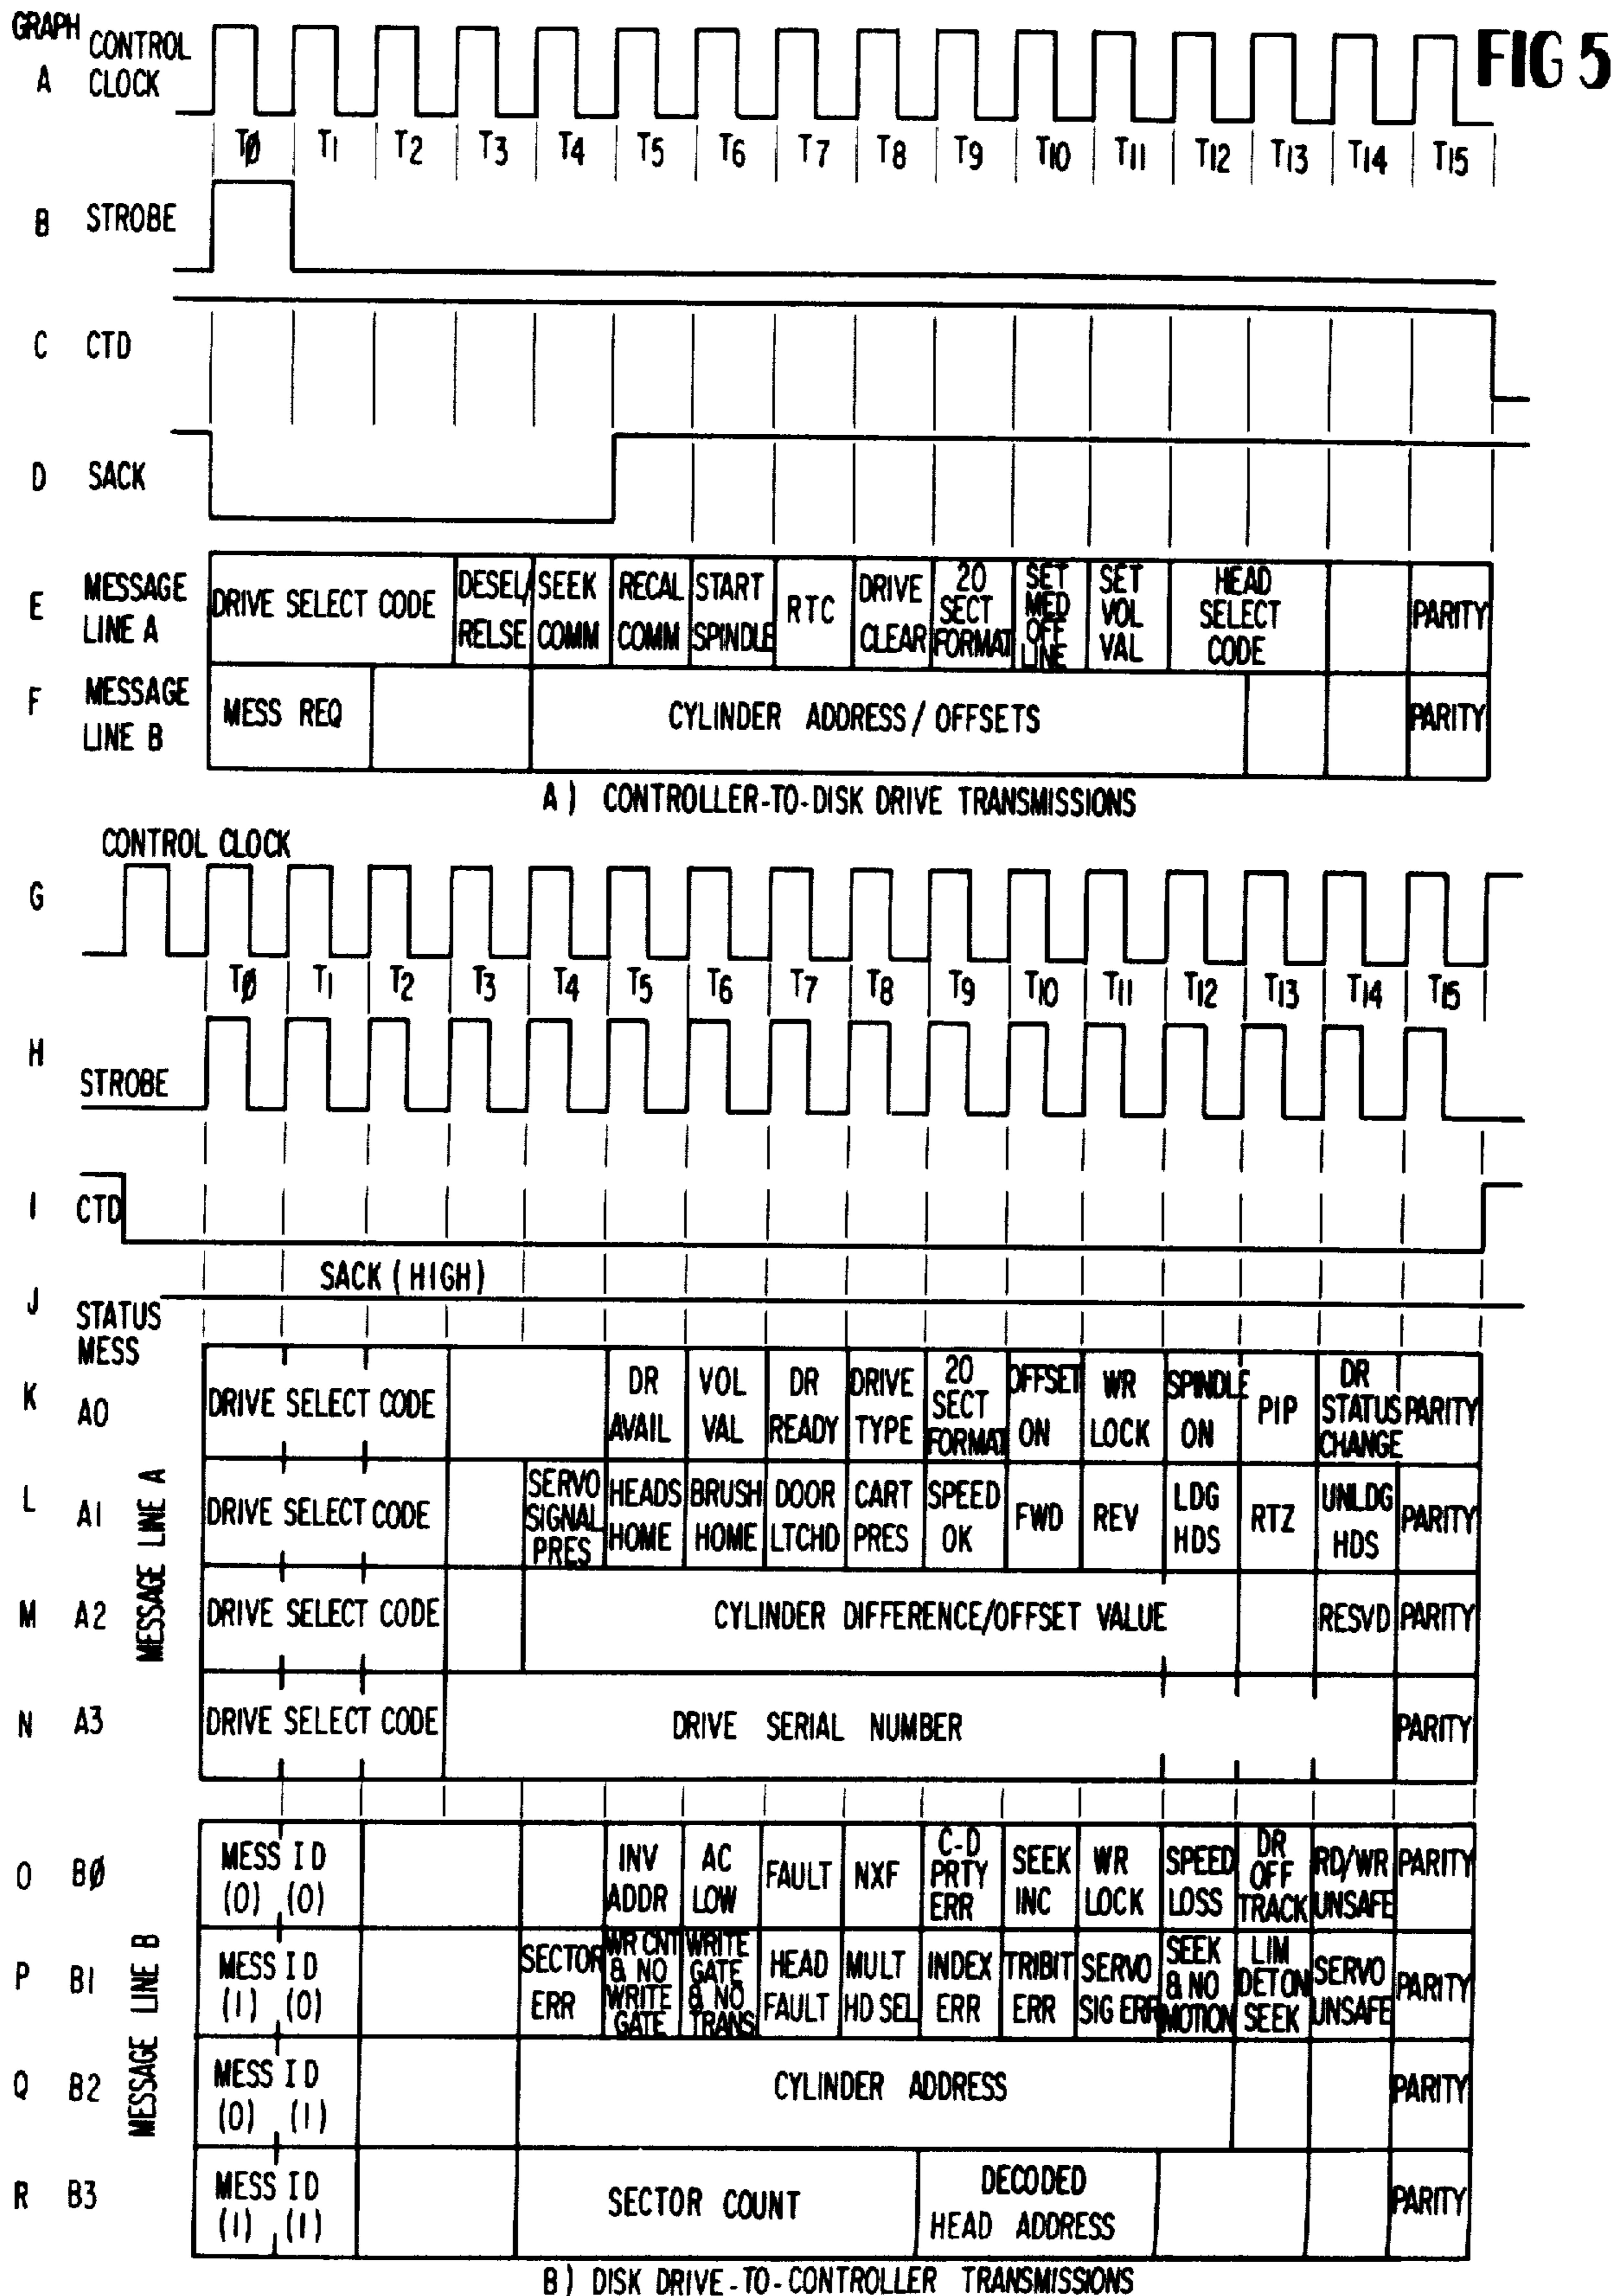 GRAPH
FIG 5
A CONTROL CLOCK
TØ T1 T2 T3 T4 T5 T6 T7 T8 T9 T10 T11 T12 T13 T14 T15
B STROBE
C CTD
D SACK
E MESSAGE LINE A
DRIVE SELECT CODE
DESEL/ RELSE
SEEK COMM
RECAL COMM
START SPINDLE
RTC
DRIVE CLEAR
20 SECT FORMAT
SET MED OFF LINE
SET VOL VAL
HEAD SELECT CODE
PARITY
F MESSAGE LINE B
MESS REQ
CYLINDER ADDRESS / OFFSETS
PARITY
A) CONTROLLER-TO-DISK DRIVE TRANSMISSIONS
CONTROL CLOCK
G
TØ T1 T2 T3 T4 T5 T6 T7 T8 T9 T10 T11 T12 T13 T14 T15
H STROBE
I CTD
SACK (HIGH)
J
STATUS MESS
MESSAGE LINE A
K A0
DRIVE SELECT CODE
DR AVAIL
VOL VAL
DR READY
DRIVE TYPE
20 SECT FORMAT
OFFSET ON
WR LOCK
SPINDLE ON
PIP
DR STATUS CHANGE
PARITY
L A1
DRIVE SELECT CODE
SERVO SIGNAL PRES
HEADS HOME
BRUSH HOME
DOOR LTCHD
CART PRES
SPEED OK
FWD
REV
LDG HDS
RTZ
UNLDG HDS
PARITY
M A2
DRIVE SELECT CODE
CYLINDER DIFFERENCE/OFFSET VALUE
RESVD
PARITY
N A3
DRIVE SELECT CODE
DRIVE SERIAL NUMBER
PARITY
MESSAGE LINE B
O BØ
MESS ID (0) (0)
INV ADDR
AC LOW
FAULT
NXF
C-D PRTY ERR
SEEK INC
WR LOCK
SPEED LOSS
DR OFF TRACK
RD/WR UNSAFE
PARITY
P B1
MESS ID (1) (0)
SECTOR ERR
WR CNT & NO WRITE GATE
WRITE GATE & NO TRANS
HEAD FAULT
MULT HD SEL
INDEX ERR
TRIBIT ERR
SERVO SIG ERR
SEEK & NO MOTION
LIM DET ON SEEK
SERVO UNSAFE
PARITY
Q B2
MESS ID (0) (1)
CYLINDER ADDRESS
PARITY
R B3
MESS ID (1) (1)
SECTOR COUNT
DECODED HEAD ADDRESS
PARITY
B) DISK DRIVE-TO-CONTROLLER TRANSMISSIONS